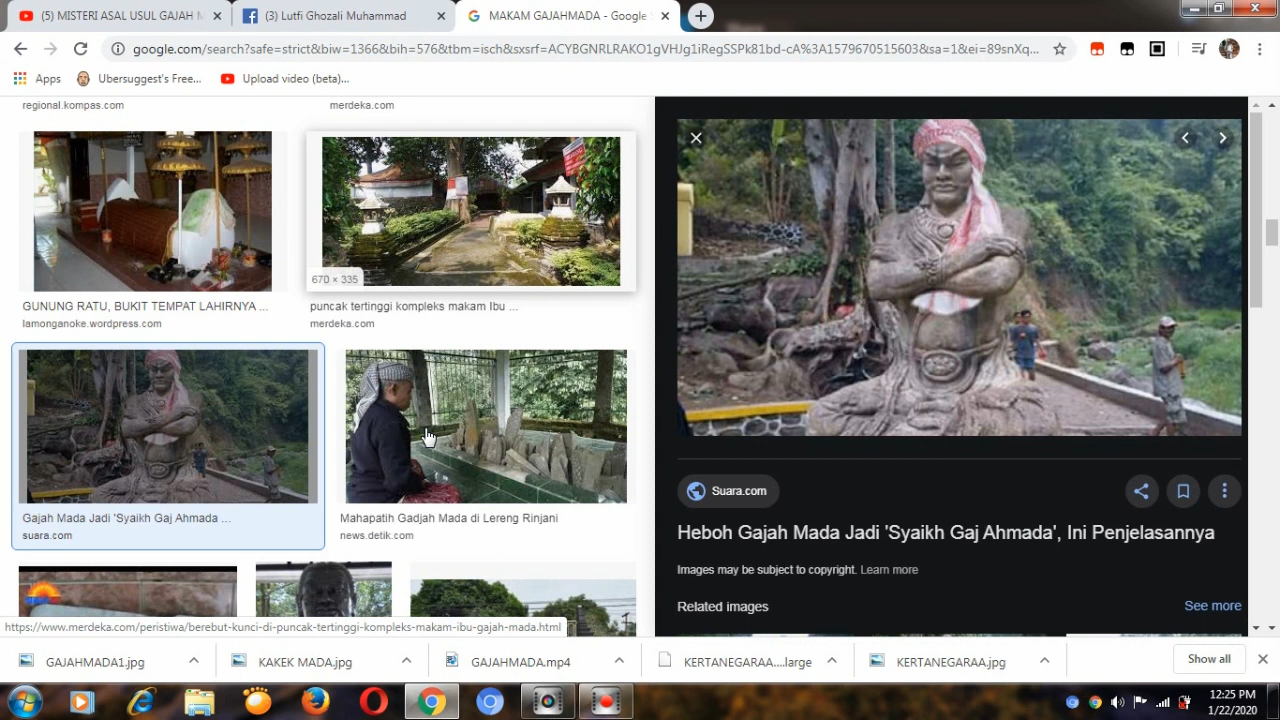 (5) MISTERI ASAL USUL GAJAH M
(3) Lutfi Ghozali Muhammad
MAKAM GAJAHMADA - Google
google.com/search?safe=strict&biw=1366&bih=576&tbm=isch&sxsrf=ACYBGNRLRAKO1gVHJg1iRegSSPk81bd-cA%3A1579670515603&sa=1&ei=89snXq...
Apps
Ubersuggest's Free...
Upload video (beta)...
regional.kompas.com
merdeka.com
670 × 335
GUNUNG RATU, BUKIT TEMPAT LAHIRNYA ...
lamonganoke.wordpress.com
puncak tertinggi kompleks makam Ibu ...
merdeka.com
Gajah Mada Jadi 'Syaikh Gaj Ahmada ...
suara.com
Mahapatih Gadjah Mada di Lereng Rinjani
news.detik.com
Suara.com
Heboh Gajah Mada Jadi 'Syaikh Gaj Ahmada', Ini Penjelasannya
Images may be subject to copyright. Learn more
Related images
See more
https://www.merdeka.com/peristiwa/berebut-kunci-di-puncak-tertinggi-kompleks-makam-ibu-gajah-mada.html
GAJAHMADA1.jpg
KAKEK MADA.jpg
GAJAHMADA.mp4
KERTANEGARAA....large
KERTANEGARAA.jpg
Show all
12:25 PM
1/22/2020